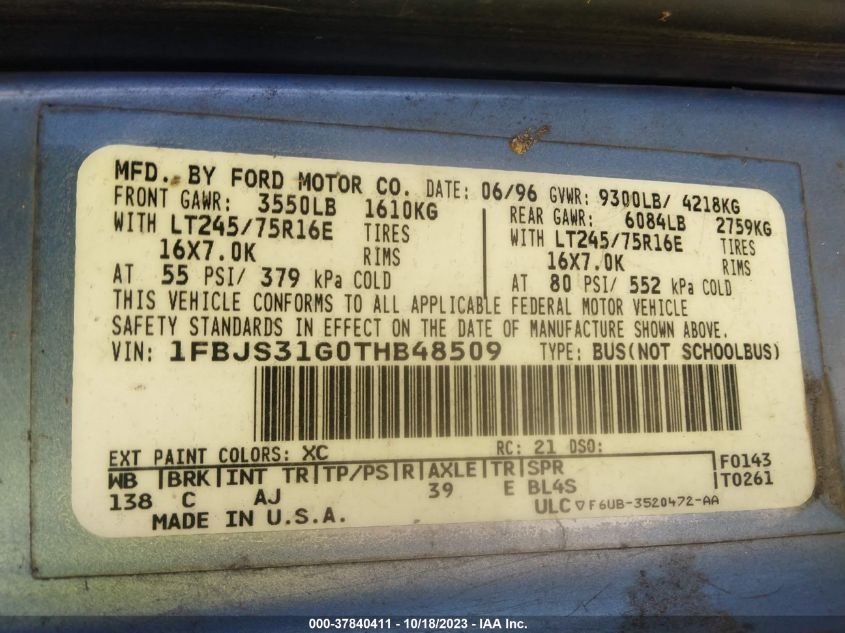 MFD. BY FORD MOTOR CO. DATE: 06/96 GVWR: 9300LB/ 4218KG
FRONT GAWR: 3550LB 1610KG REAR GAWR: 6084LB 2759KG
WITH LT245/75R16E TIRES WITH LT245/75R16E TIRES
16X7.0K RIMS 16X7.0K RIMS
AT 55 PSI/ 379 kPa COLD AT 80 PSI/ 552 kPa COLD
THIS VEHICLE CONFORMS TO ALL APPLICABLE FEDERAL MOTOR VEHICLE
SAFETY STANDARDS IN EFFECT ON THE DATE OF MANUFACTURE SHOWN ABOVE.
VIN: 1FBJS31G0THB48509 TYPE: BUS(NOT SCHOOLBUS)
EXT PAINT COLORS: XC RC: 21 DSO:
WB |BRK|INT TR|TP/PS|R|AXLE|TR|SPR F0143
138 C AJ 39 E BL4S T0261
MADE IN U.S.A. ULC ▽ F6UB-3520472-AA
000-37840411 - 10/18/2023 - IAA Inc.